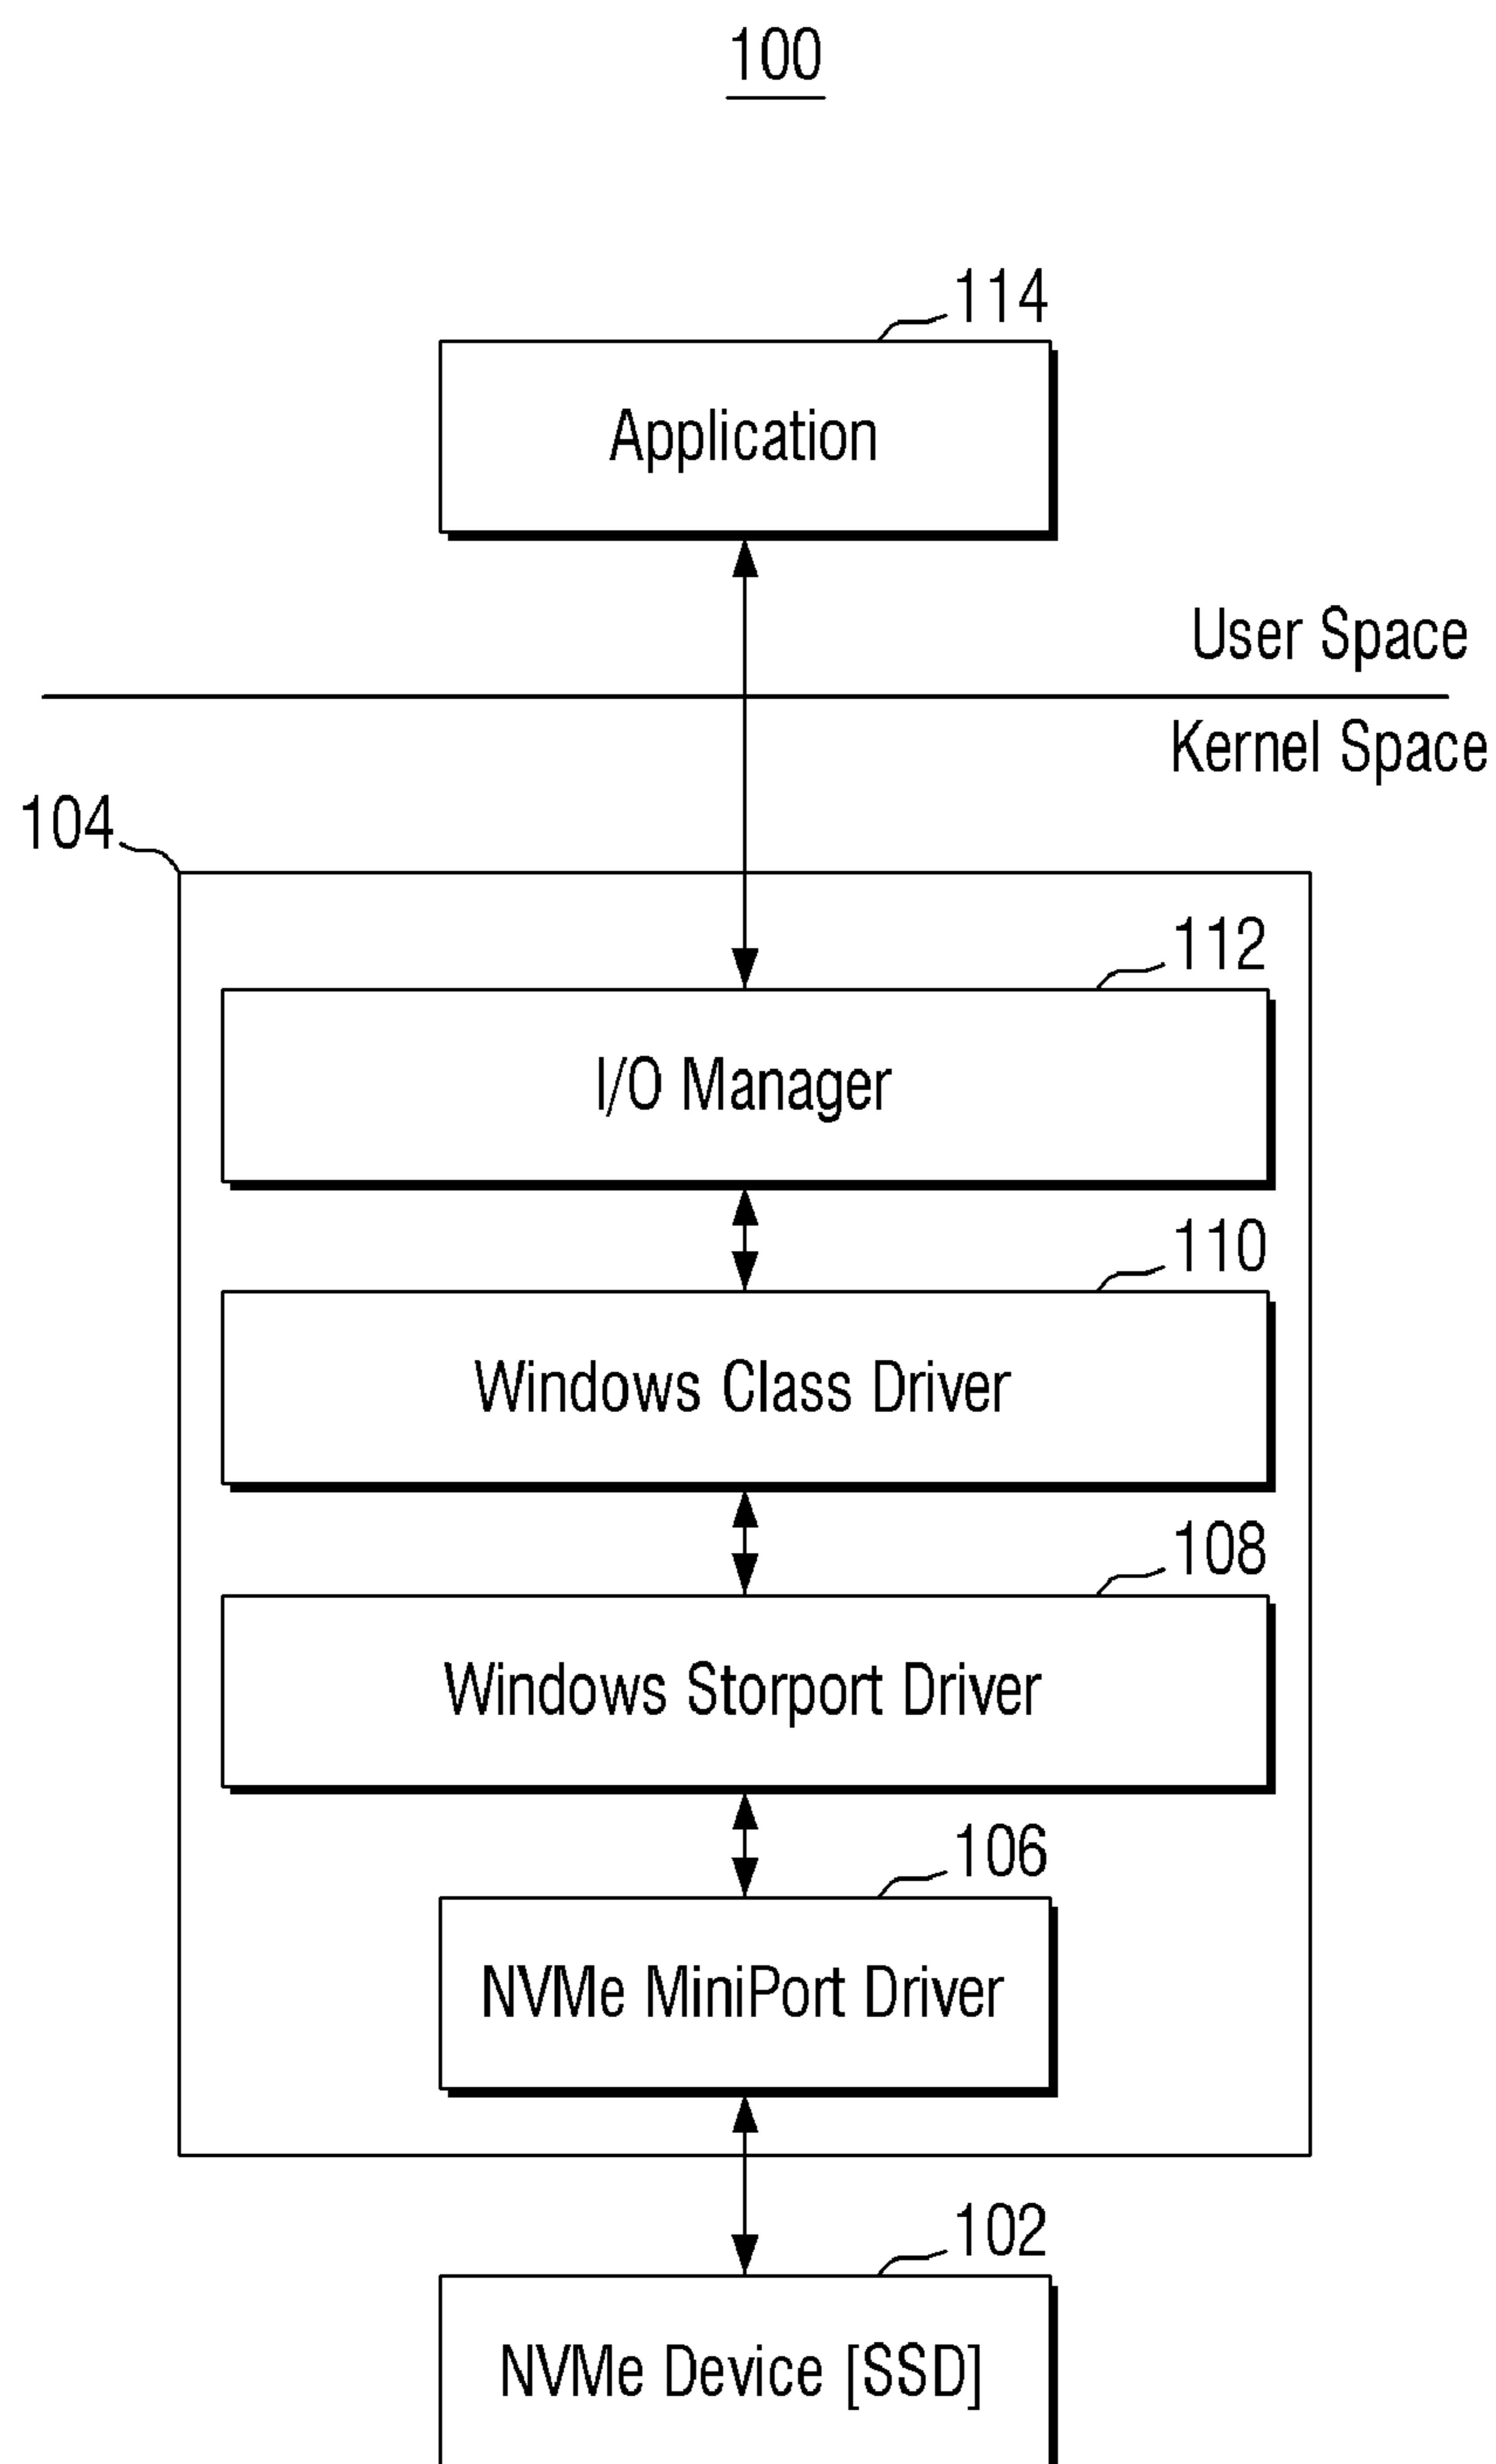 100
114
Application
User Space
Kernel Space
104
112
I/O Manager
110
Windows Class Driver
108
Windows Storport Driver
106
NVMe MiniPort Driver
102
NVMe Device [SSD]